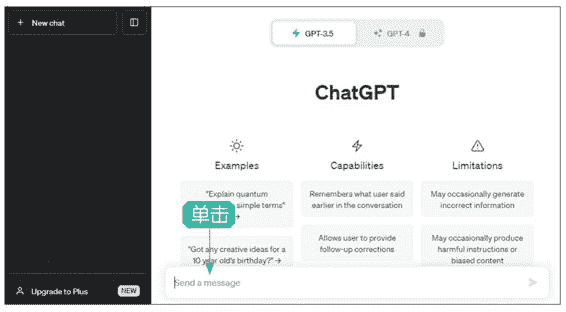 New chat
GPT-3.5
GPT-4
ChatGPT
Examples
Capabilities
Limitations
"Explain quantum
simple terms"
→
"Got any creative ideas for a
10 year old's birthday?" →
Remembers what user said
earlier in the conversation
Allows user to provide
follow-up corrections
May occasionally generate
incorrect information
May occasionally produce
harmful instructions or
biased content
单击
Send a message
Upgrade to Plus
NEW